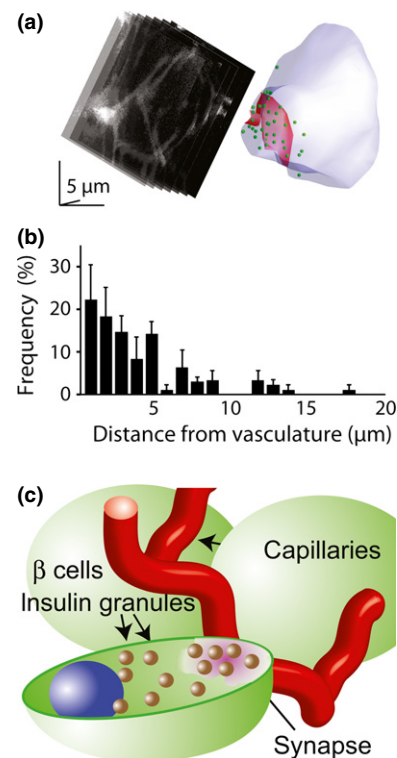 (a)
5 µm
(b)
Frequency (%)
30
20
10
0
5
10
15
20
Distance from vasculature (µm)
(c)
Capillaries
β cells
Insulin granules
Synapse